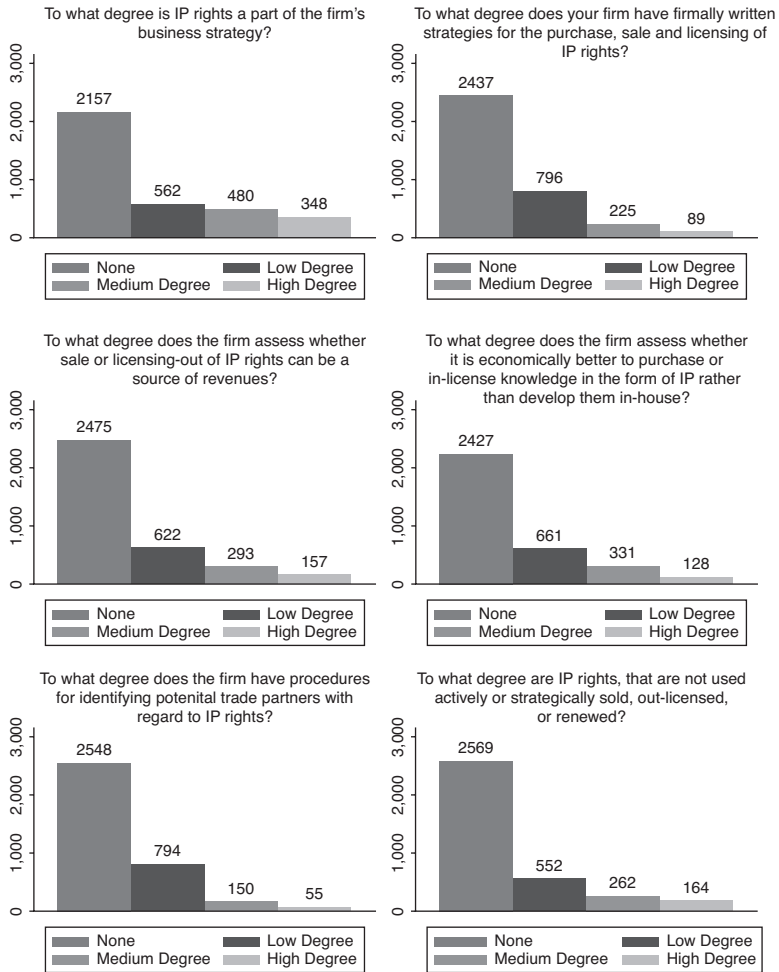 To what degree is IP rights a part of the firm's
business strategy?
3,000
2,000
1,000
0
2157
562
480
348
None
Low Degree
Medium Degree
High Degree
To what degree does your firm have firmally written
strategies for the purchase, sale and licensing of
IP rights?
3,000
2,000
1,000
0
2437
796
225
89
None
Low Degree
Medium Degree
High Degree
To what degree does the firm assess whether
sale or licensing-out of IP rights can be a
source of revenues?
3,000
2,000
1,000
0
2475
622
293
157
None
Low Degree
Medium Degree
High Degree
To what degree does the firm assess whether
it is economically better to purchase or
in-license knowledge in the form of IP rather
than develop them in-house?
3,000
2,000
1,000
0
2427
661
331
128
None
Low Degree
Medium Degree
High Degree
To what degree does the firm have procedures
for identifying potenital trade partners with
regard to IP rights?
3,000
2,000
1,000
0
2548
794
150
55
None
Low Degree
Medium Degree
High Degree
To what degree are IP rights, that are not used
actively or strategically sold, out-licensed,
or renewed?
3,000
2,000
1,000
0
2569
552
262
164
None
Low Degree
Medium Degree
High Degree